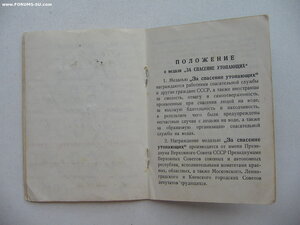 © www.FORUMS-SU.com
ПОЛОЖЕНИЕ
о медали „ЗА СПАСЕНИЕ УТОПАЮЩИХ"
1. Медалью „За спасение утопающих"
награждаются работники спасательной службы
и другие граждане СССР, а также иностранцы
за смелость, отвагу и самоотверженность,
проявленные при спасении людей на воде,
за бдительность и находчивость,
в результате чего были предупреждены
несчастные случаи с людьми на воде, а также
за образцовую организацию спасательной
службы на водах.
2. Награждение медалью „За спасение
утопающих" производится от имени Президиума
Верховного Совета СССР Президиумами
Верховных Советов союзных и автономных
республик, исполнительными комитетами краевых,
областных, а также Московского, Ленинградского
и Киевского городских Советов
депутатов трудящихся.